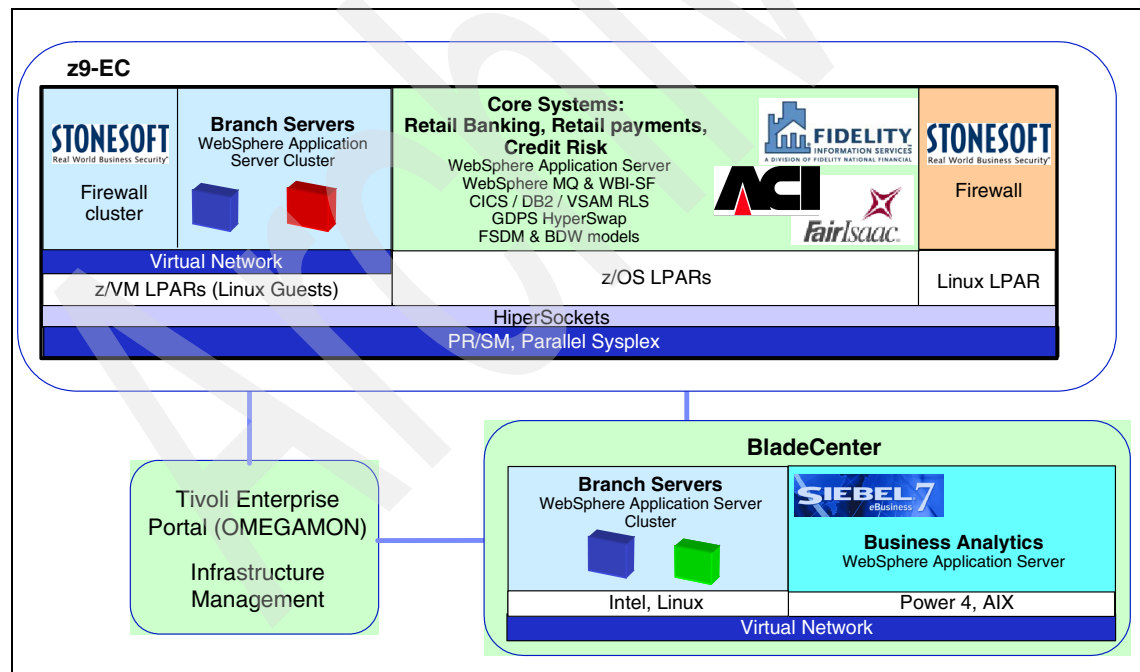 z9-EC
STONESOFT
Real World Business Security
Firewall
cluster
Branch Servers
WebSphere Application
Server Cluster
Core Systems:
Retail Banking, Retail payments,
Credit Risk
WebSphere Application Server
WebSphere MQ & WBI-SF
CICS / DB2 / VSAM RLS
GDPS HyperSwap
FSDM & BDW models
FIDELITY
INFORMATION SERVICES
A DIVISION OF FIDELITY NATIONAL FINANCIAL
ACI
FairIsaac.
STONESOFT
Real World Business Security
Firewall
Virtual Network
z/VM LPARs (Linux Guests)
z/OS LPARs
Linux LPAR
HiperSockets
PR/SM, Parallel Sysplex
Tivoli Enterprise
Portal (OMEGAMON)
Infrastructure
Management
BladeCenter
Branch Servers
WebSphere Application Server
Cluster
SIEBEL 7
eBusiness
Business Analytics
WebSphere Application Server
Intel, Linux
Power 4, AIX
Virtual Network